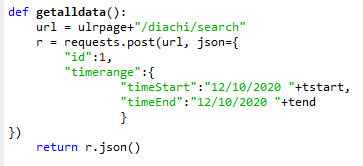 def getalldata():
    url = ulrpage+"/diachi/search"
    r = requests.post(url, json={
        "id":1,
        "timerange":{
                "timeStart":"12/10/2020 "+tstart,
                "timeEnd":"12/10/2020 "+tend
                }
})
    return r.json()